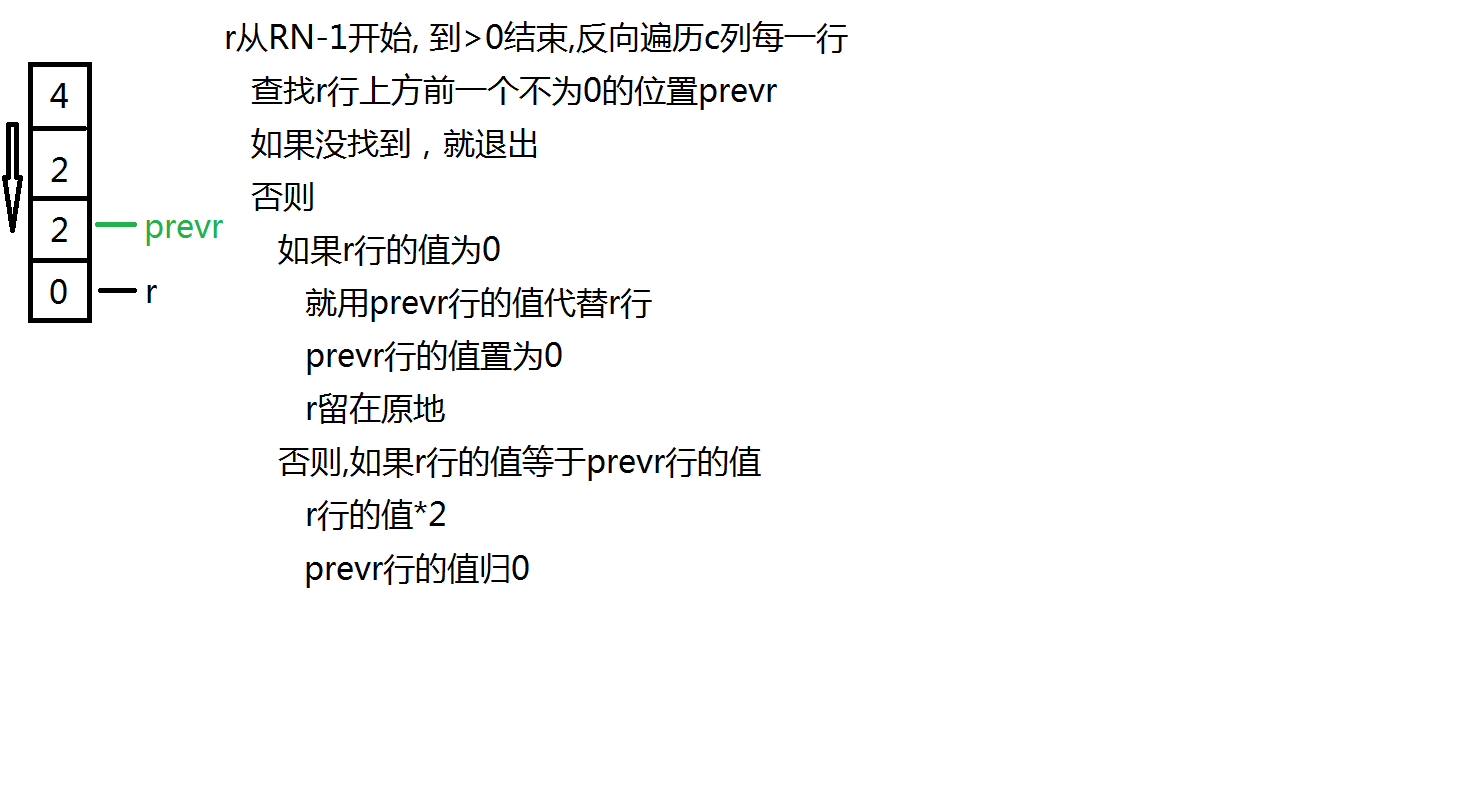 r从RN-1开始, 到>0结束,反向遍历c列每一行
查找r行上方前一个不为0的位置prevr
如果没找到，就退出
否则
如果r行的值为0
就用prevr行的值代替r行
prevr行的值置为0
r留在原地
否则,如果r行的值等于prevr行的值
r行的值*2
prevr行的值归0
4
2
2
prevr
0
r